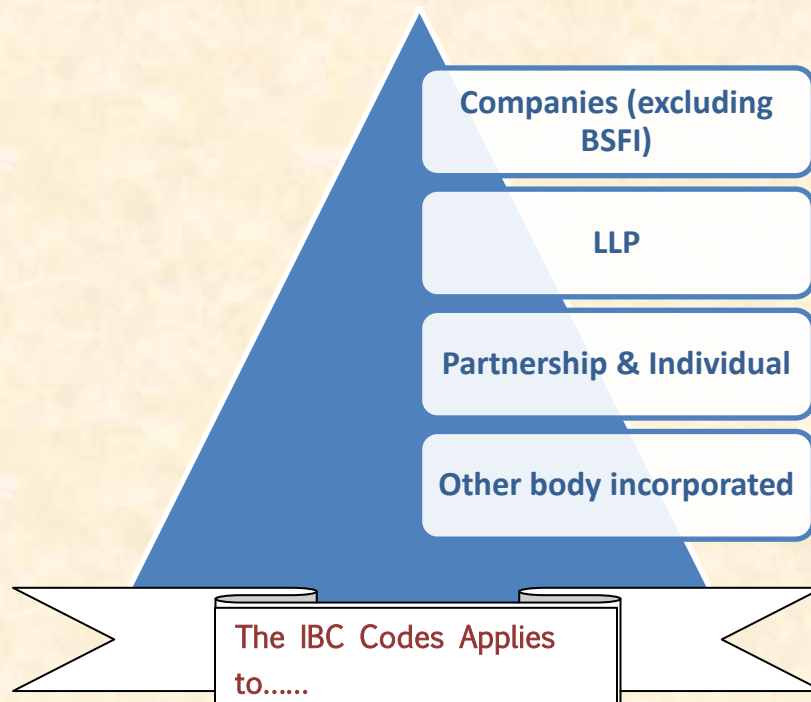 Companies (excluding
BSFI)
LLP
Partnership & Individual
Other body incorporated
The IBC Codes Applies
to......